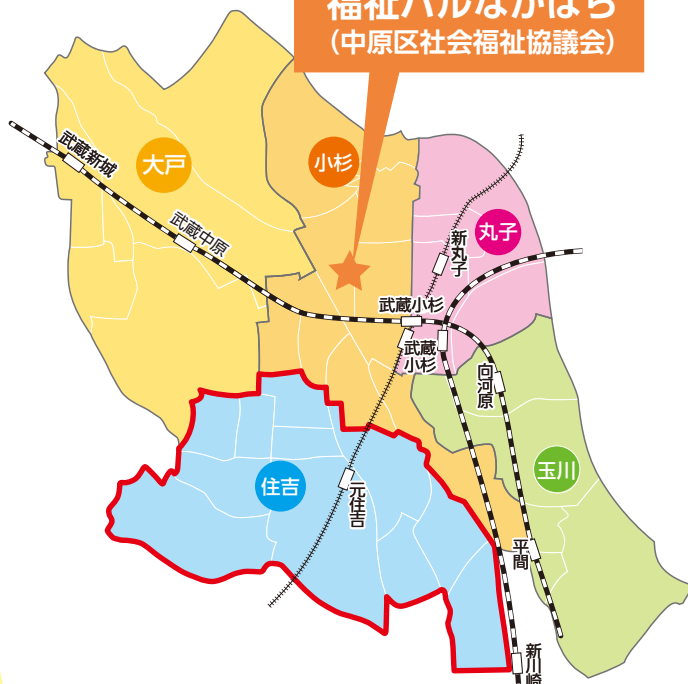 福祉パルなかはら
（中原区社会福祉協議会）
武蔵新城
大戸
小杉
武蔵中原
丸子
新丸子
武蔵小杉
武蔵
小杉
向河原
住吉
元住吉
玉川
平間
新川崎